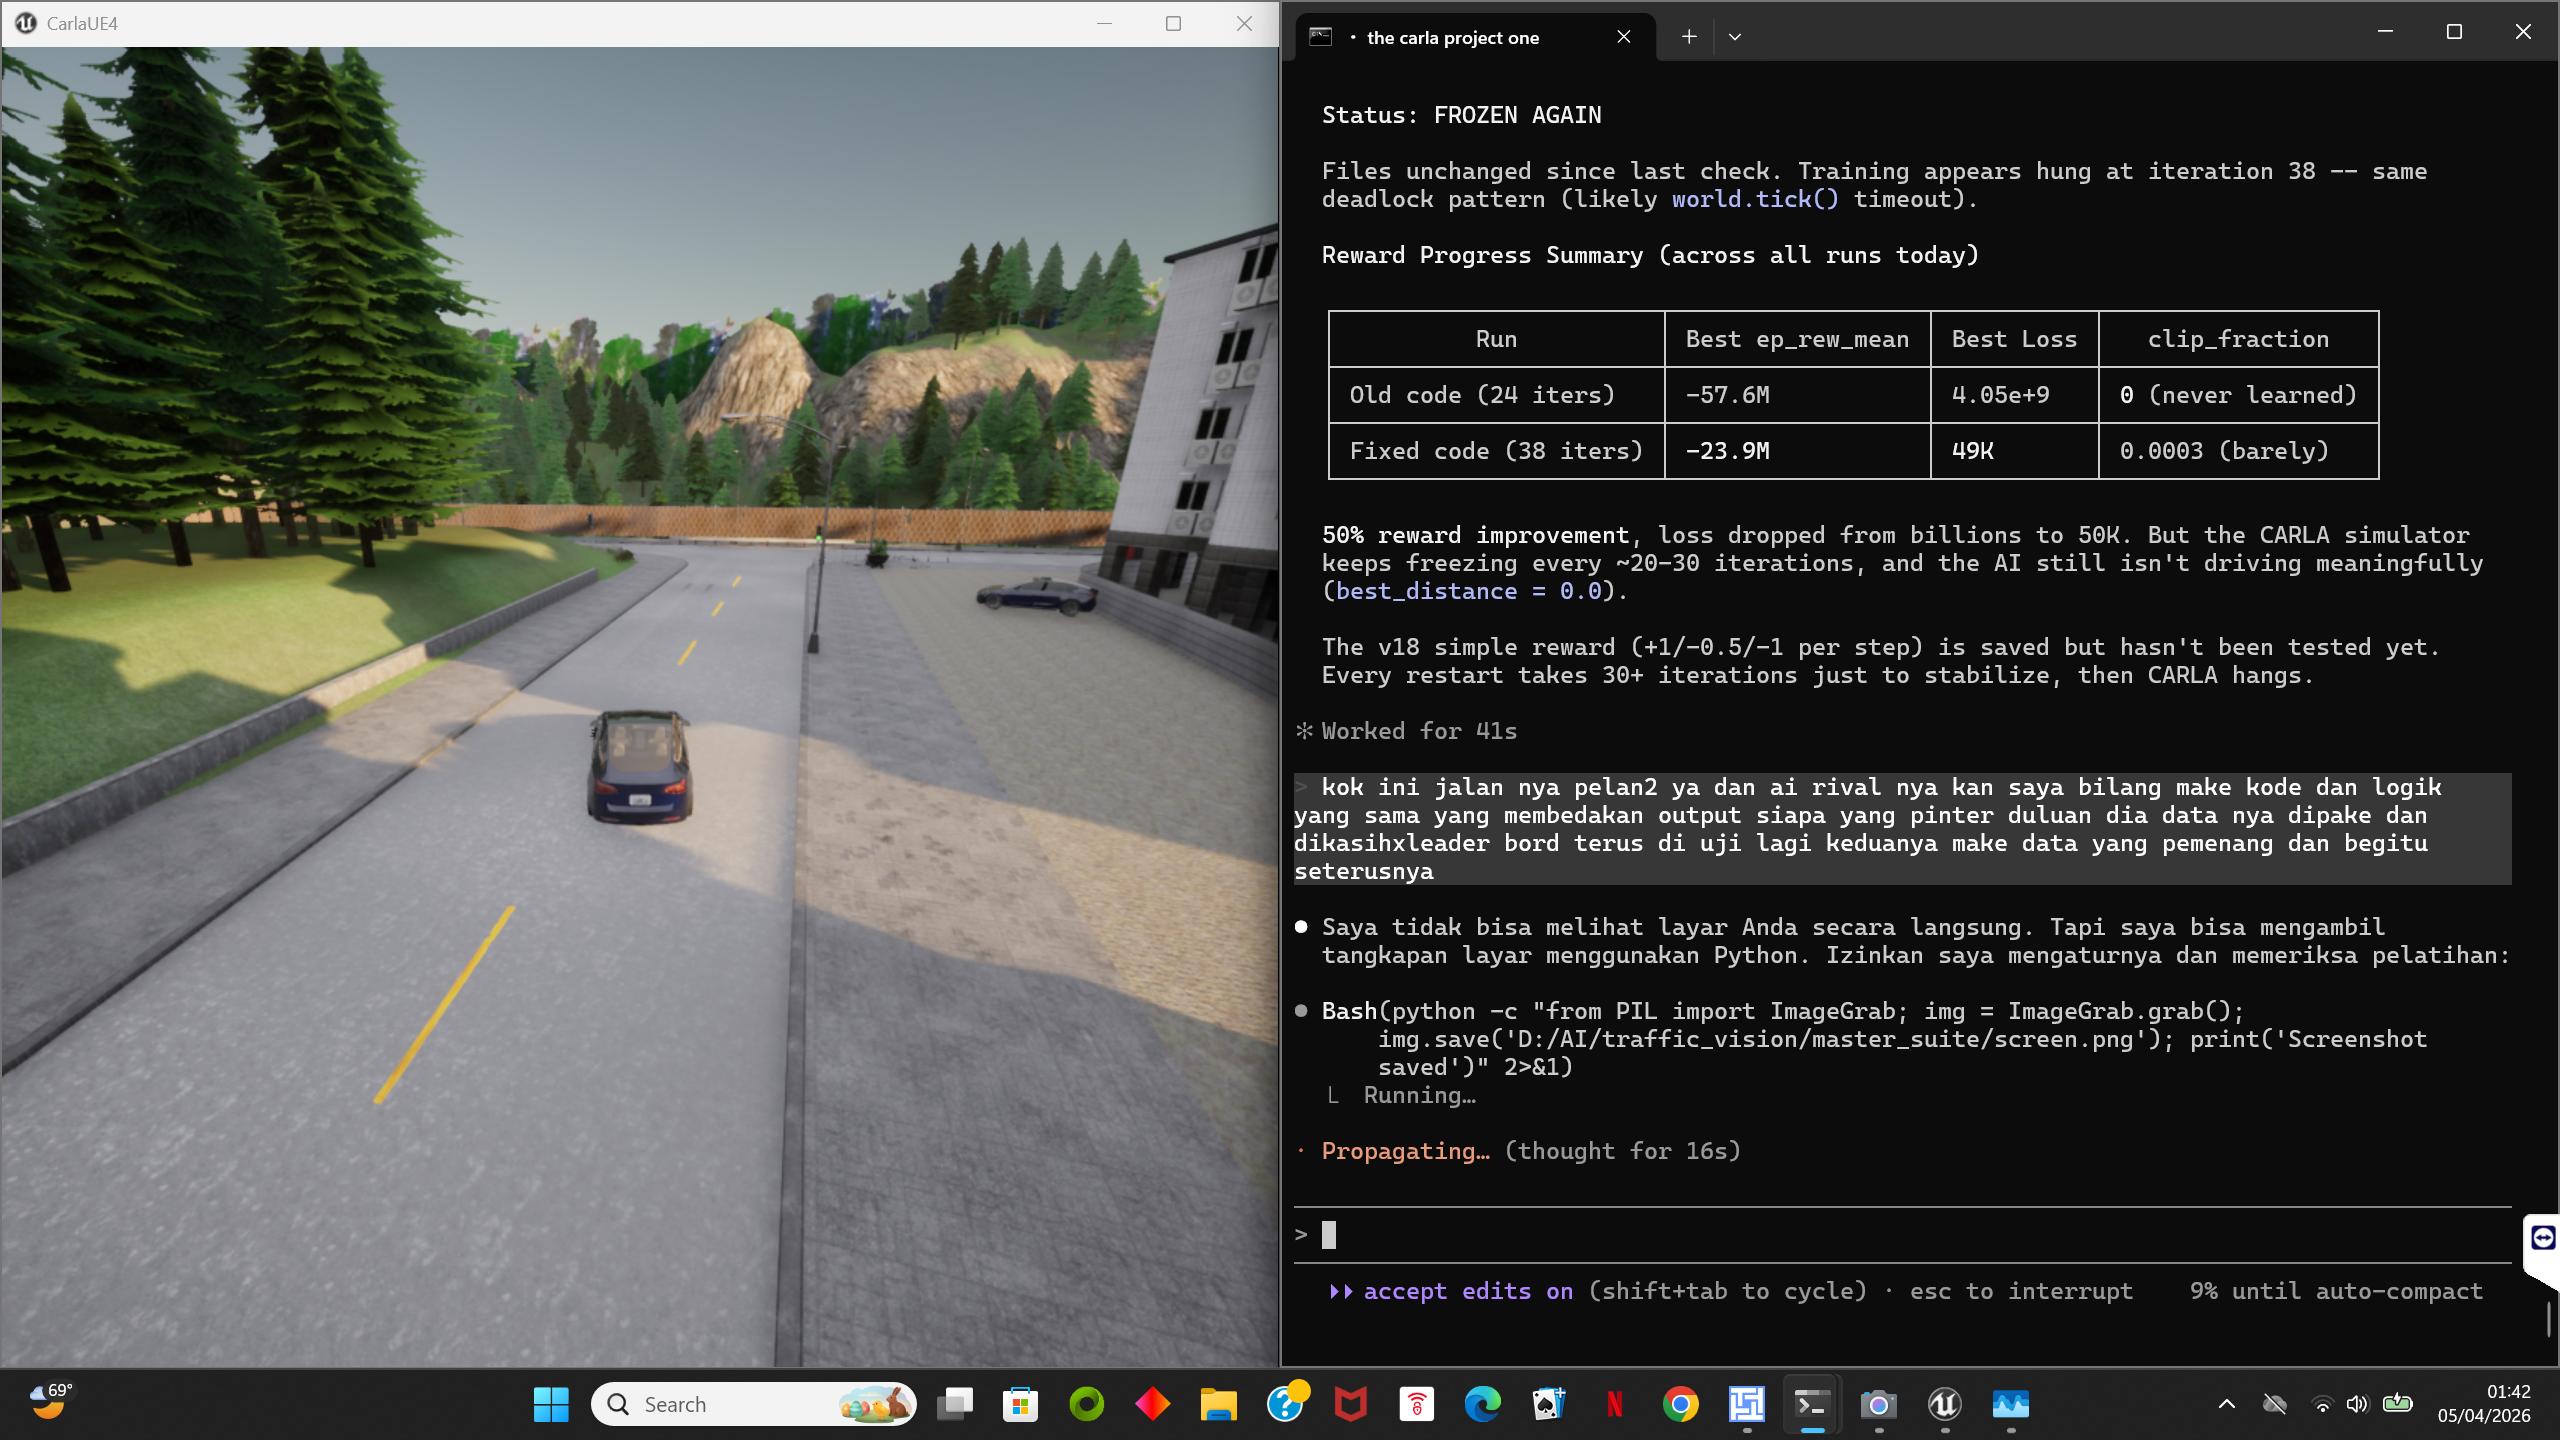 CarlaUE4
the carla project one
Status: FROZEN AGAIN
Files unchanged since last check. Training appears hung at iteration 38 -- same
deadlock pattern (likely world.tick() timeout).
Reward Progress Summary (across all runs today)
Run Best ep_rew_mean Best Loss clip_fraction
Old code (24 iters) -57.6M 4.05e+9 0 (never learned)
Fixed code (38 iters) -23.9M 49K 0.0003 (barely)
50% reward improvement, loss dropped from billions to 50K. But the CARLA simulator
keeps freezing every ~20-30 iterations, and the AI still isn't driving meaningfully
(best_distance = 0.0).
The v18 simple reward (+1/-0.5/-1 per step) is saved but hasn't been tested yet.
Every restart takes 30+ iterations just to stabilize, then CARLA hangs.
✻ Worked for 41s
> kok ini jalan nya pelan2 ya dan ai rival nya kan saya bilang make kode dan logik
yang sama yang membedakan output siapa yang pinter duluan dia data nya dipake dan
dikasihxleader bord terus di uji lagi keduanya make data yang pemenang dan begitu
seterusnya
● Saya tidak bisa melihat layar Anda secara langsung. Tapi saya bisa mengambil
tangkapan layar menggunakan Python. Izinkan saya mengaturnya dan memeriksa pelatihan:
● Bash(python -c "from PIL import ImageGrab; img = ImageGrab.grab();
img.save('D:/AI/traffic_vision/master_suite/screen.png'); print('Screenshot
saved')" 2>&1)
└ Running…
· Propagating… (thought for 16s)
>
⏵⏵ accept edits on (shift+tab to cycle) · esc to interrupt 9% until auto-compact
69°
Search
01:42
05/04/2026